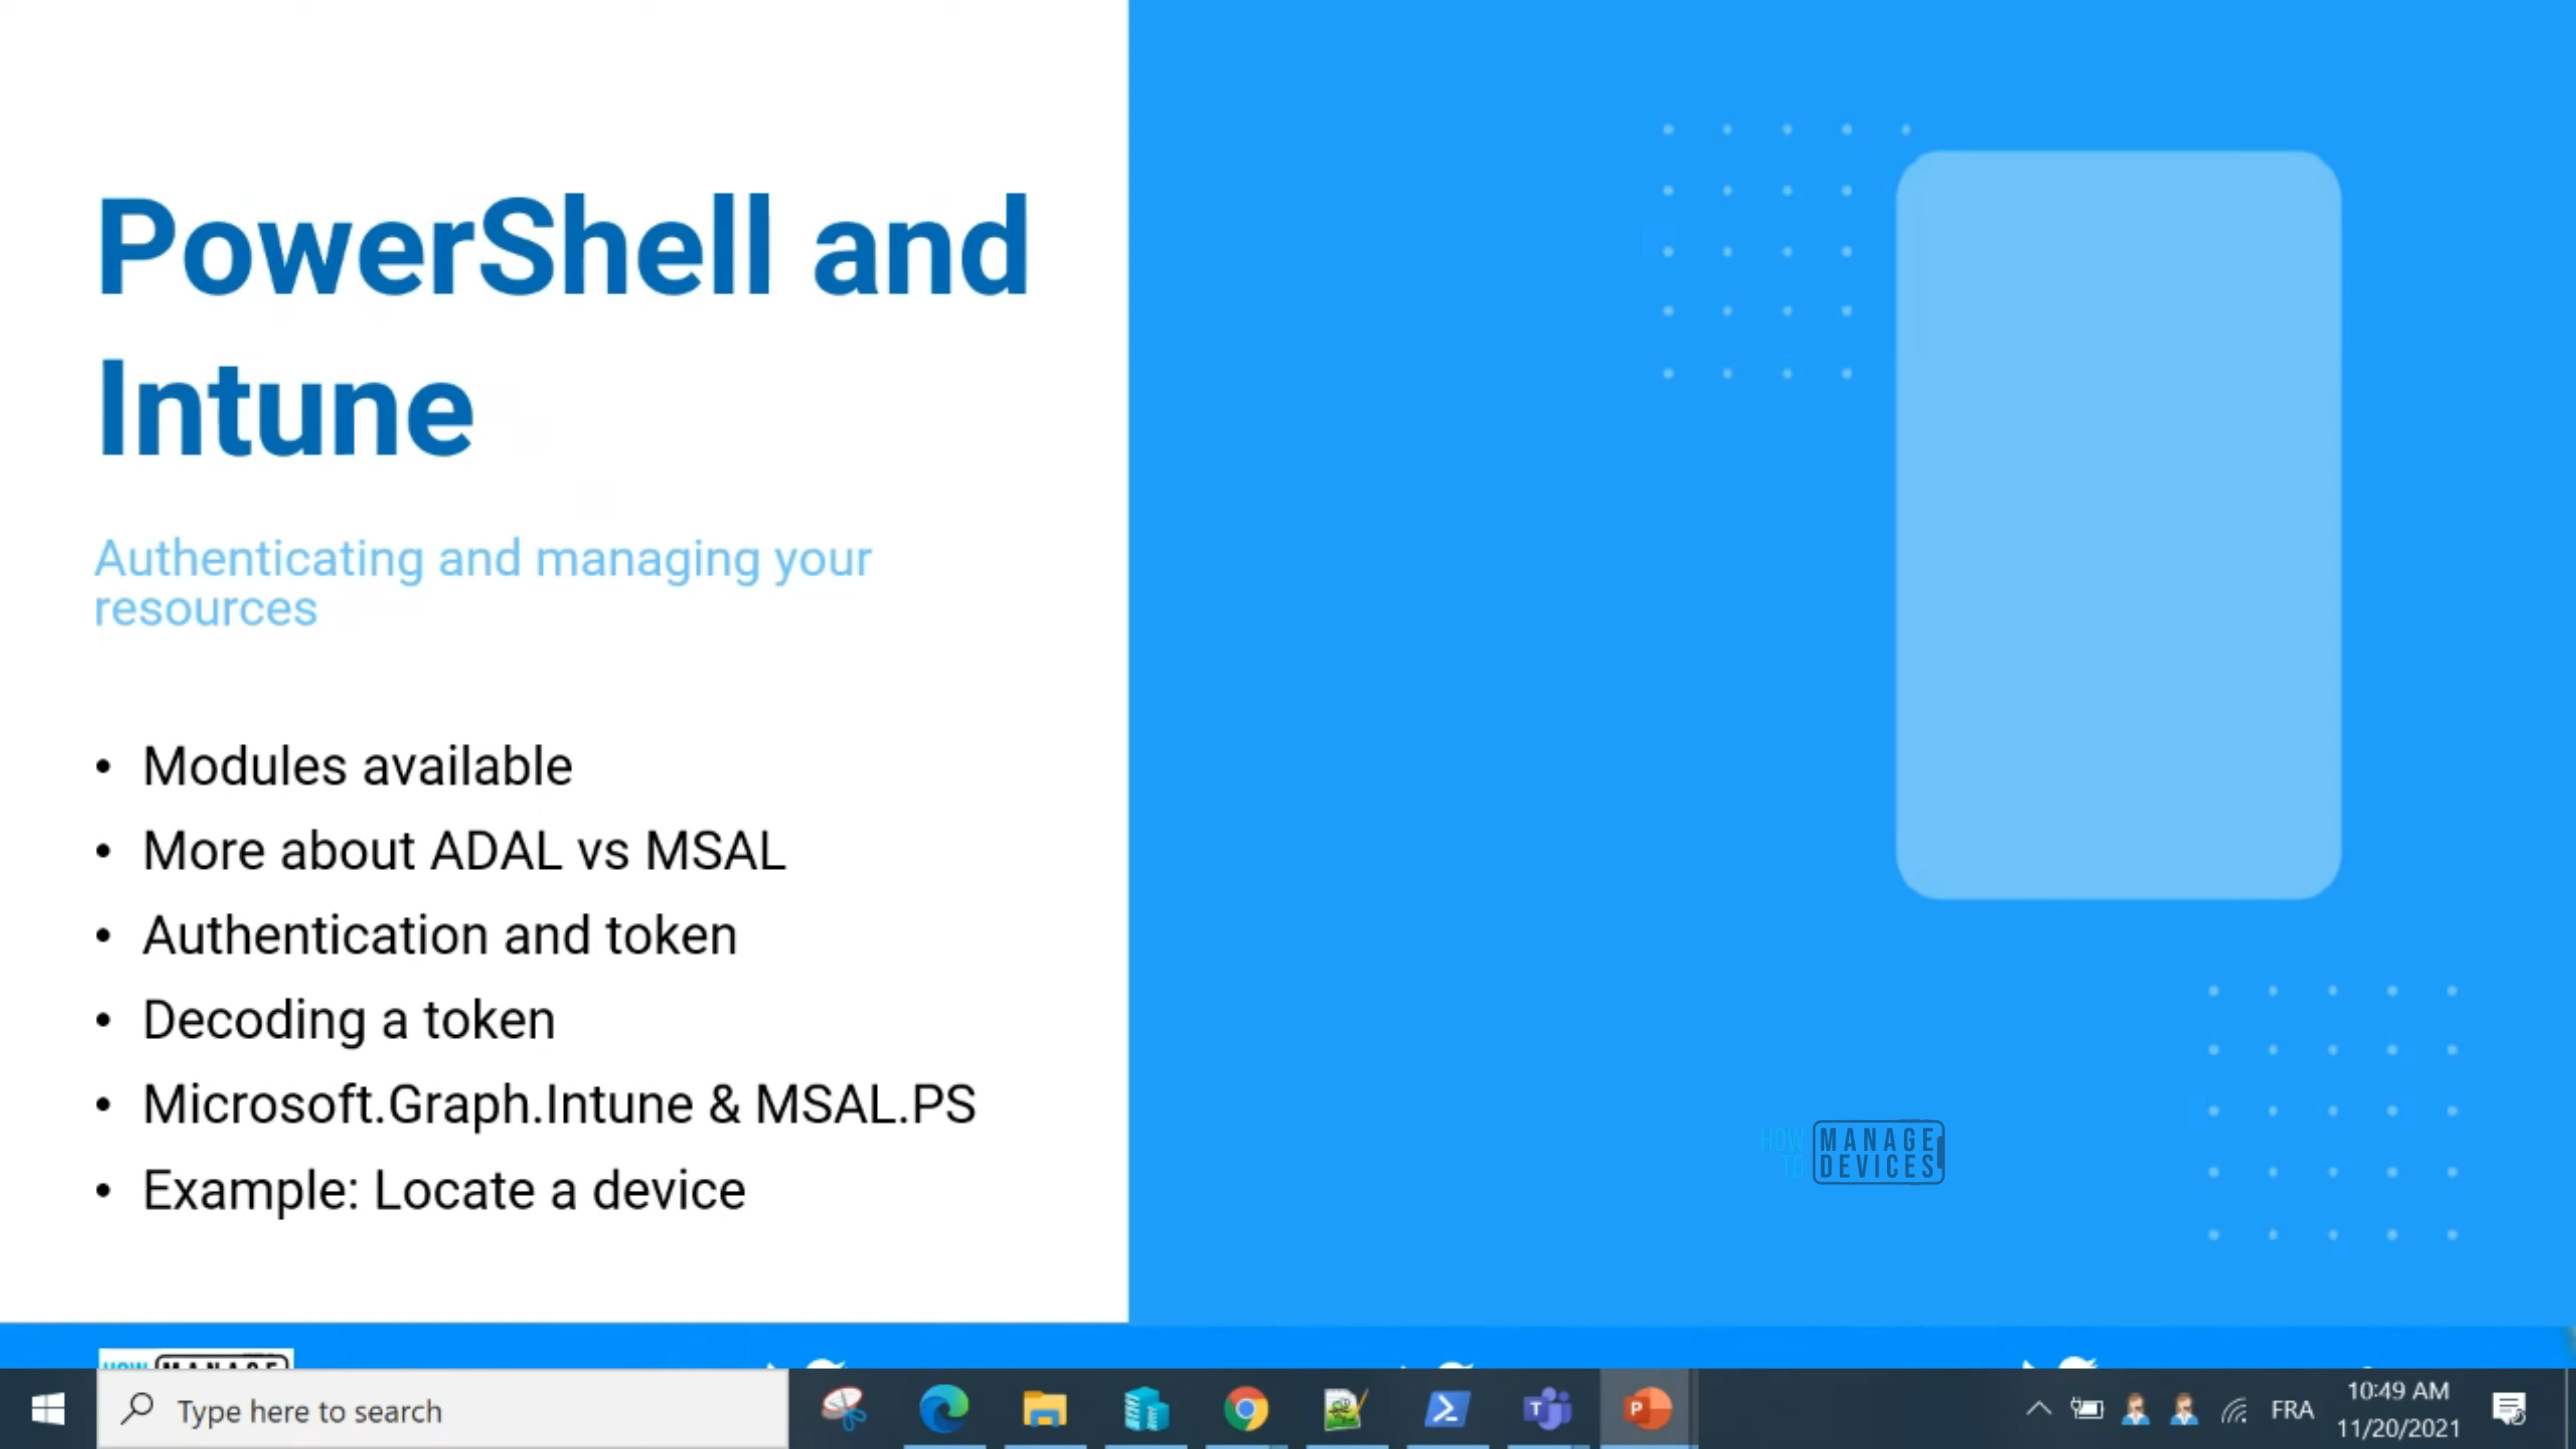 PowerShell and
Intune
Authenticating and managing your
resources
• Modules available
• More about ADAL vs MSAL
• Authentication and token
• Decoding a token
• Microsoft.Graph.Intune & MSAL.PS
• Example: Locate a device
HOW MANAGE
TO DEVICES
HOW MANAGE
Type here to search
FRA
10:49 AM
11/20/2021